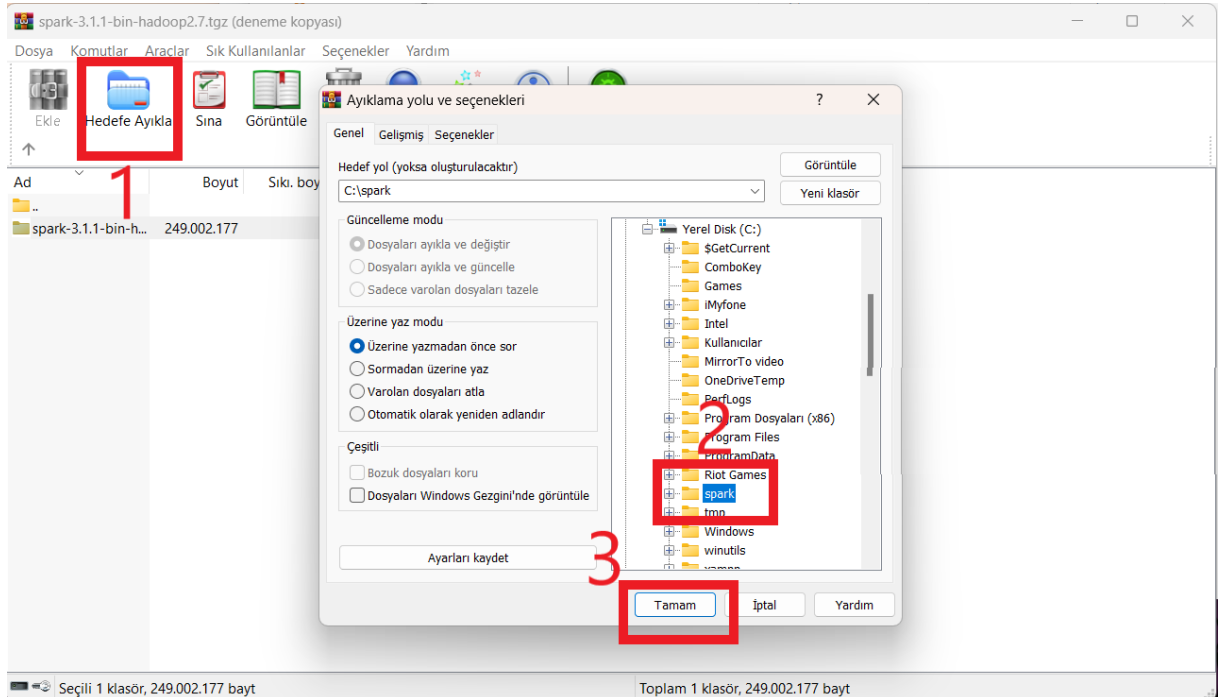 spark-3.1.1-bin-hadoop2.7.tgz (deneme kopyası)
Dosya Komutlar Araçlar Sık Kullanılanlar Seçenekler Yardım
Ekle Hedefe Ayıkla Sına Görüntüle
1
Ad Boyut Sıkı. boy
..
spark-3.1.1-bin-h... 249.002.177
Ayıklama yolu ve seçenekleri
?
Genel Gelişmiş Seçenekler
Hedef yol (yoksa oluşturulacaktır)
Görüntüle
C:\spark
Yeni klasör
Güncelleme modu
Dosyaları ayıkla ve değiştir
Dosyaları ayıkla ve güncelle
Sadece varolan dosyaları tazele
Üzerine yaz modu
Üzerine yazmadan önce sor
Sormadan üzerine yaz
Varolan dosyaları atla
Otomatik olarak yeniden adlandır
Çeşitli
Bozuk dosyaları koru
Dosyaları Windows Gezgini'nde görüntüle
Ayarları kaydet
Yerel Disk (C:)
$GetCurrent
ComboKey
Games
iMyfone
Intel
Kullanıcılar
MirrorTo video
OneDriveTemp
PerfLogs
Program Dosyaları (x86)
Program Files
ProgramData
Riot Games
spark
tmp
Windows
winutils
xampp
2
3
Tamam İptal Yardım
Seçili 1 klasör, 249.002.177 bayt
Toplam 1 klasör, 249.002.177 bayt